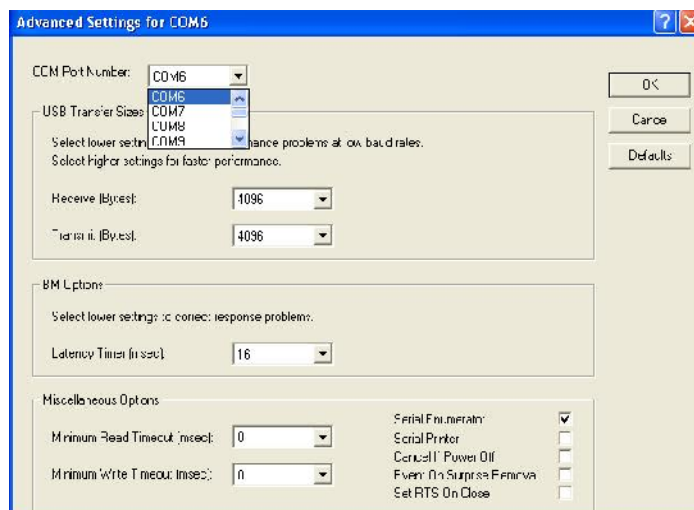 Advanced Settings for COM6
COM Port Number: COM6
COM6
COM7
COM8
COM9
USB Transfer Sizes
Select lower settin ance problems at low baud rates.
Select higher settings for faster performance.
Receive (Bytes): 4096
Transmit (Bytes): 4096
BM Options
Select lower settings to correct response problems.
Latency Timer (msec): 16
Miscellaneous Options
Minimum Read Timeout (msec): 0
Minimum Write Timeout (msec): 0
Serial Enumerator
Serial Printer
Cancel If Power Off
Event On Surprise Removal
Set RTS On Close
OK
Cancel
Defaults